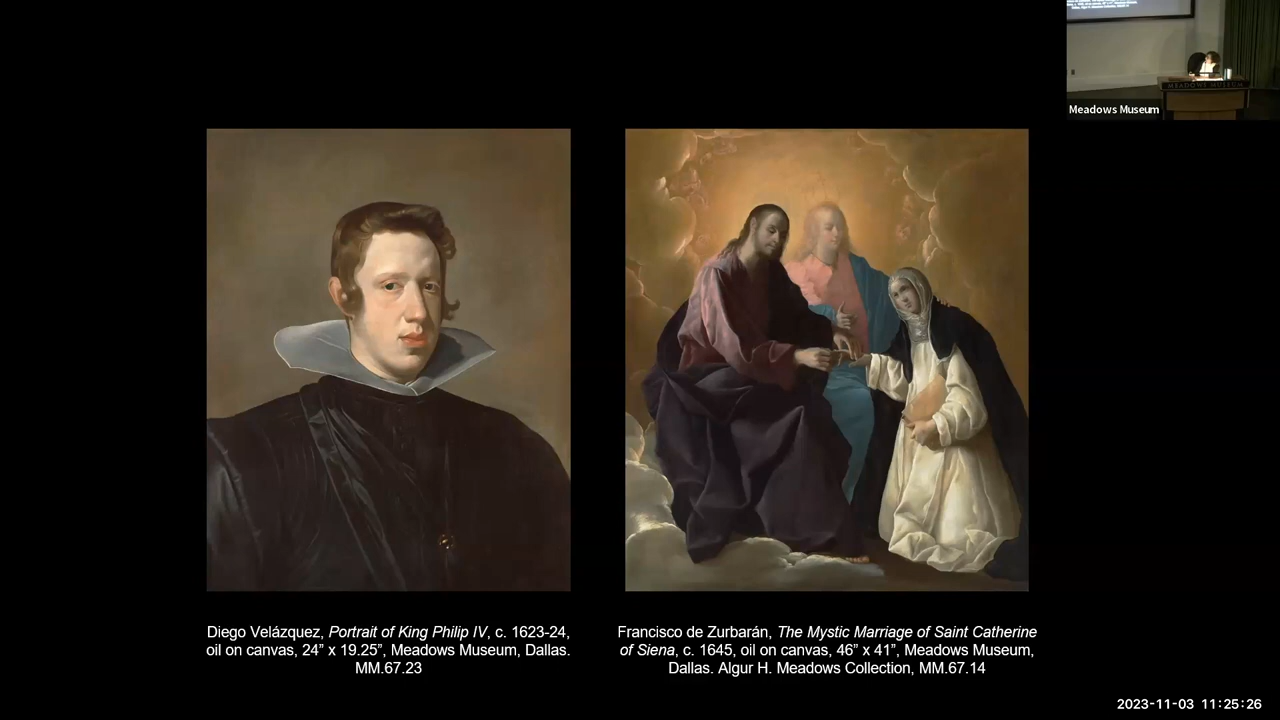 Meadows Museum
MEADOWS MUSEUM
Diego Velázquez, Portrait of King Philip IV, c. 1623-24,
oil on canvas, 24” x 19.25”, Meadows Museum, Dallas.
MM.67.23
Francisco de Zurbarán, The Mystic Marriage of Saint Catherine
of Siena, c. 1645, oil on canvas, 46” x 41”, Meadows Museum,
Dallas. Algur H. Meadows Collection, MM.67.14
2023-11-03 11:25:26